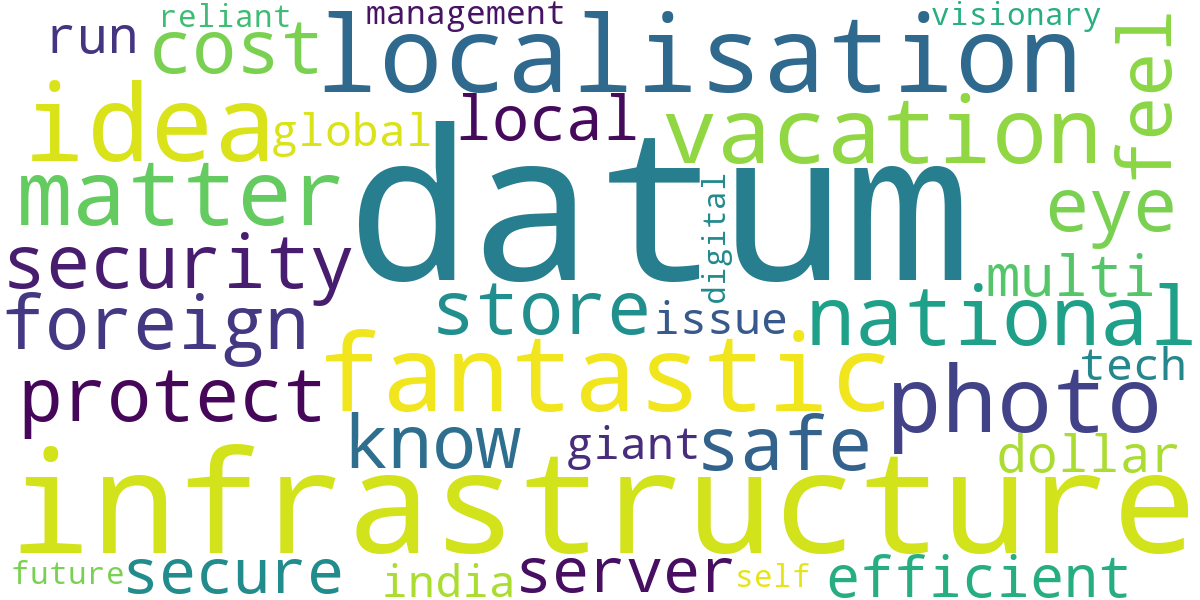 reliant management visionary
run cost localisation feel
idea global local vacation
matter datum digital eye
security store issue national multi
foreign fantastic tech
protect photo
know giant safe dollar
infrastructure
future secure india server self efficient